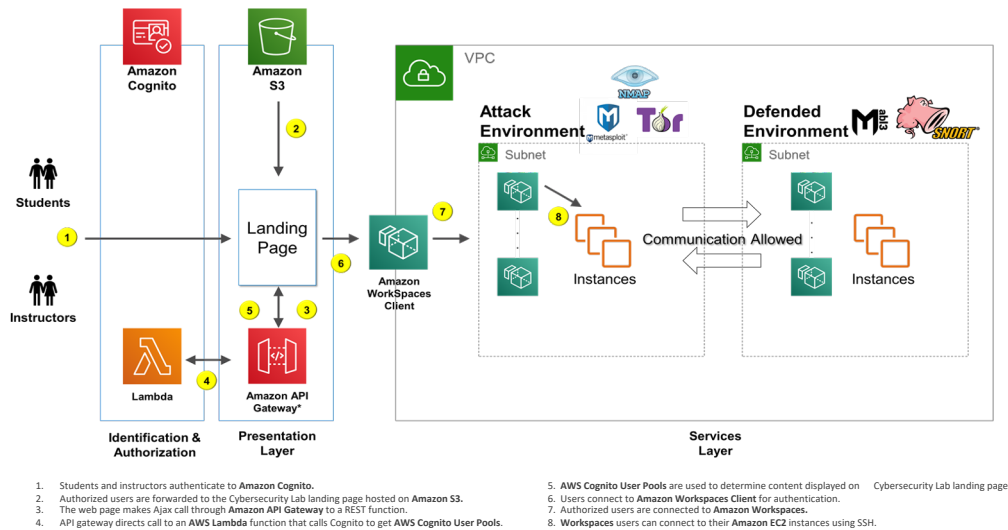 Amazon
Cognito
Amazon
S3
VPC
NMAP
Attack
Environment
metasploit
Tor
Defended
Environment
M
abl3
SNORT
Subnet
Subnet
2
Students
1
Landing
Page
6
7
8
Communication Allowed
Instances
Instances
Amazon
WorkSpaces
Client
Instructors
5
3
4
Lambda
Amazon API
Gateway*
Identification &
Authorization
Presentation
Layer
Services
Layer
1. Students and instructors authenticate to Amazon Cognito.
2. Authorized users are forwarded to the Cybersecurity Lab landing page hosted on Amazon S3.
3. The web page makes Ajax call through Amazon API Gateway to a REST function.
4. API gateway directs call to an AWS Lambda function that calls Cognito to get AWS Cognito User Pools.
5. AWS Cognito User Pools are used to determine content displayed on Cybersecurity Lab landing page
6. Users connect to Amazon Workspaces Client for authentication.
7. Authorized users are connected to Amazon Workspaces.
8. Workspaces users can connect to their Amazon EC2 instances using SSH.